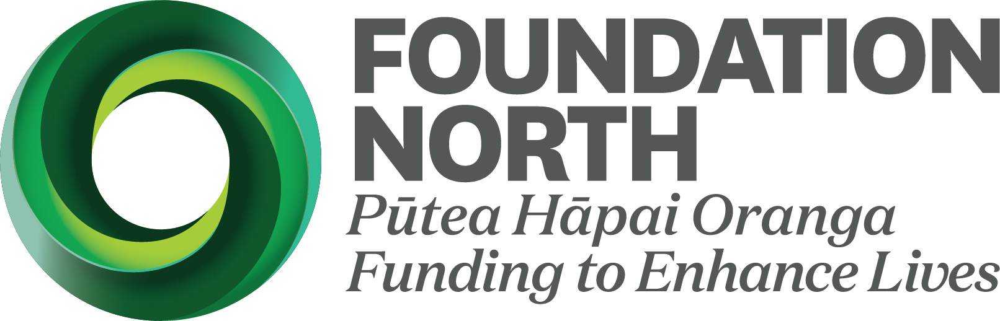 FOUNDATION
NORTH
Pūtea Hāpai Oranga
Funding to Enhance Lives